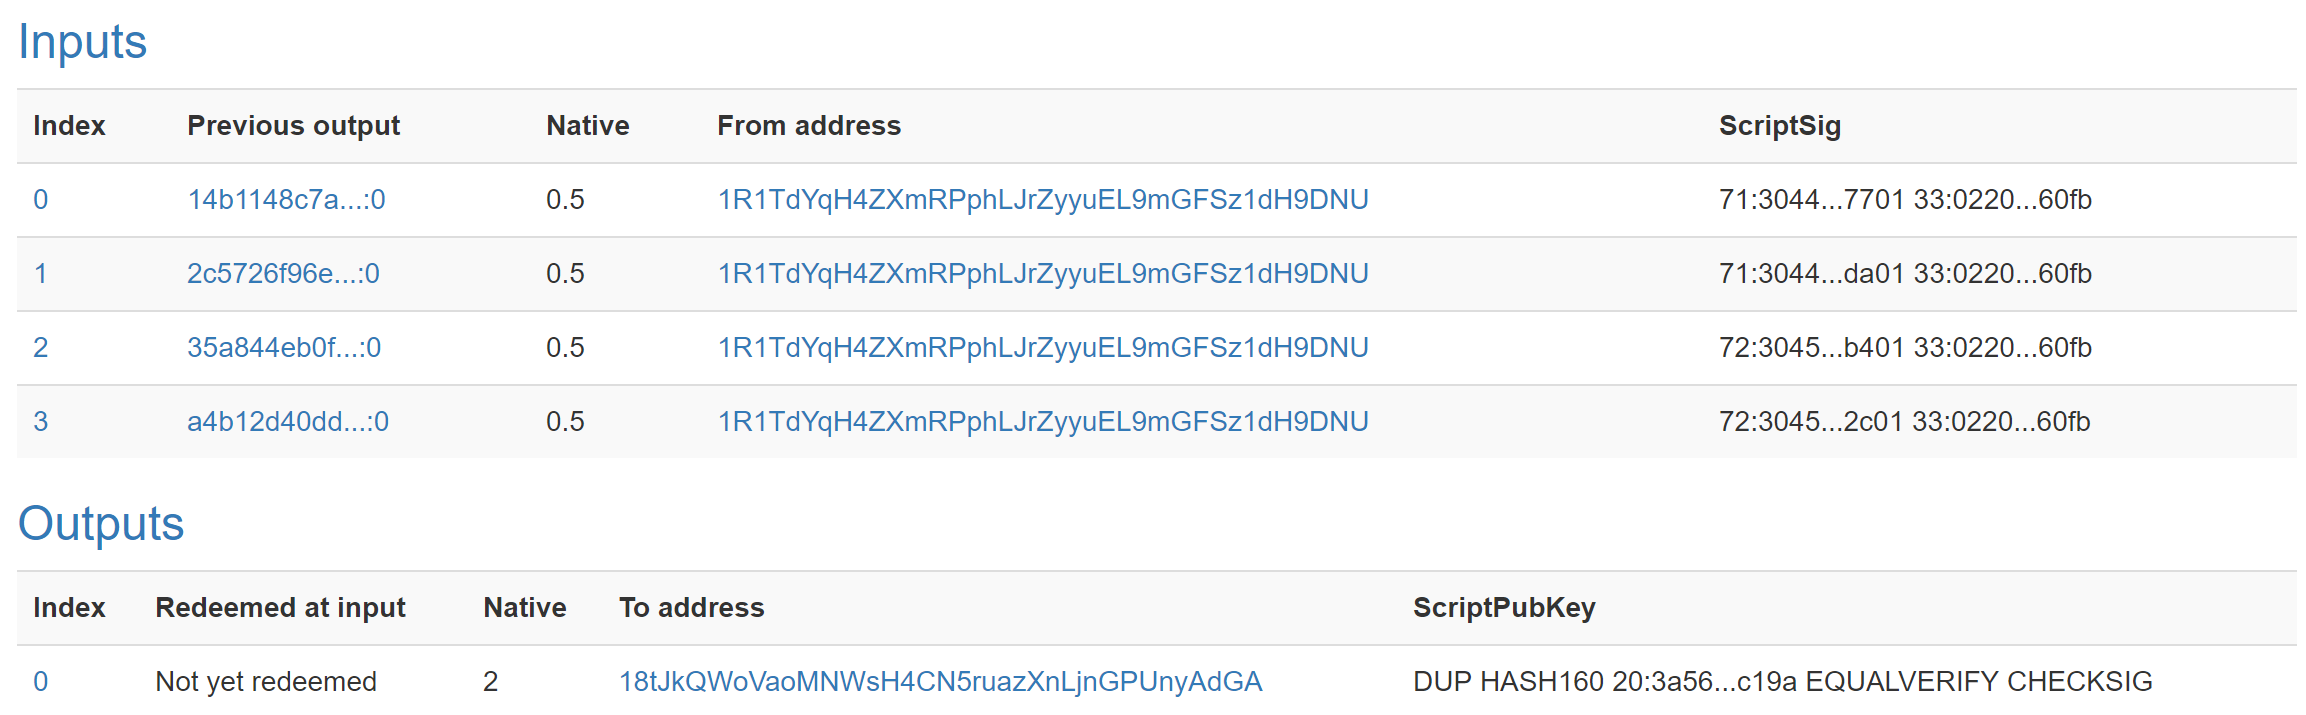 Inputs
Index Previous output Native From address ScriptSig
0 14b1148c7a...:0 0.5 1R1TdYqH4ZXmRPphLJrZyyuEL9mGFSz1dH9DNU 71:3044...7701 33:0220...60fb
1 2c5726f96e...:0 0.5 1R1TdYqH4ZXmRPphLJrZyyuEL9mGFSz1dH9DNU 71:3044...da01 33:0220...60fb
2 35a844eb0f...:0 0.5 1R1TdYqH4ZXmRPphLJrZyyuEL9mGFSz1dH9DNU 72:3045...b401 33:0220...60fb
3 a4b12d40dd...:0 0.5 1R1TdYqH4ZXmRPphLJrZyyuEL9mGFSz1dH9DNU 72:3045...2c01 33:0220...60fb
Outputs
Index Redeemed at input Native To address ScriptPubKey
0 Not yet redeemed 2 18tJkQWoVaoMNWsH4CN5ruazXnLjnGPUnyAdGA DUP HASH160 20:3a56...c19a EQUALVERIFY CHECKSIG